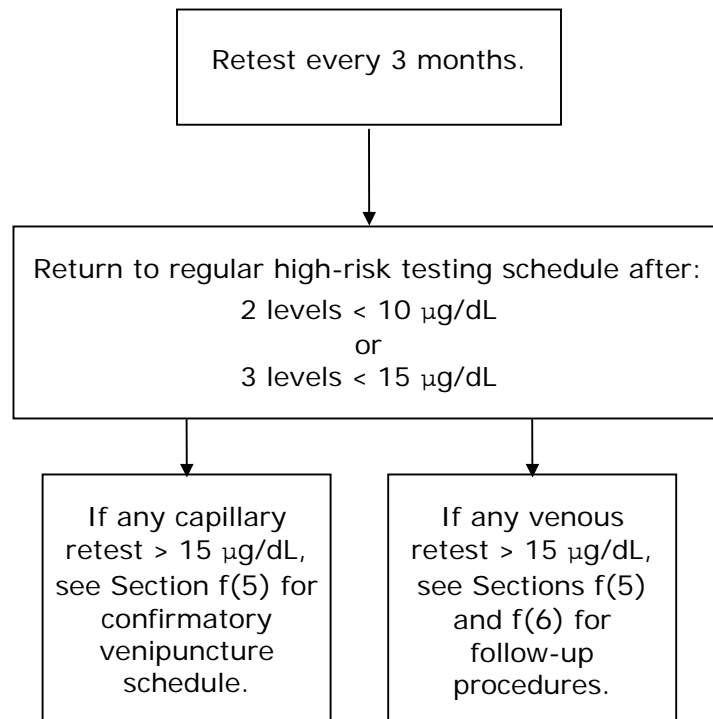 Retest every 3 months.
Return to regular high-risk testing schedule after:
2 levels < 10 μg/dL
or
3 levels < 15 μg/dL
If any capillary
retest > 15 μg/dL,
see Section f(5) for
confirmatory
venipuncture
schedule.
If any venous
retest > 15 μg/dL,
see Sections f(5)
and f(6) for
follow-up
procedures.